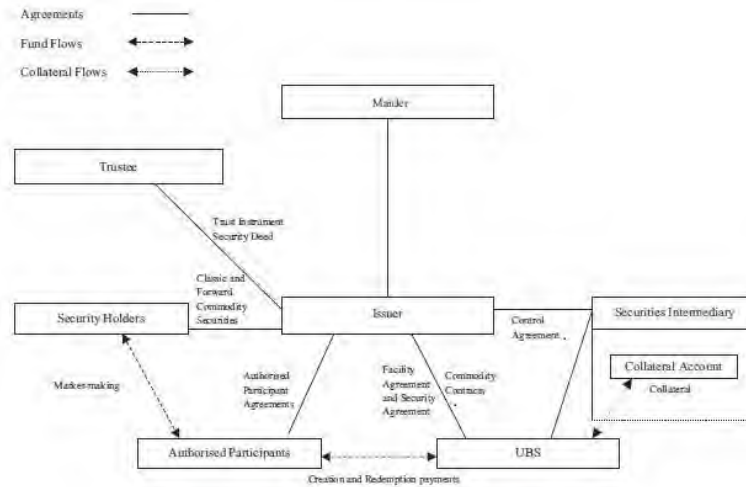 Agreements
Fund Flows
Collateral Flows
Master
Trustee
Trust Instrument
Security Deed
Classic and
Forward
Commodity
Securities
Security Holders
Issuer
Securities Intermediary
Control
Agreement
Collateral Account
Collateral
Market-making
Authorised
Participant
Agreements
Facility
Agreement
and Security
Agreement
Commodity
Contracts
Authorised Participants
UBS
Creation and Redemption payments